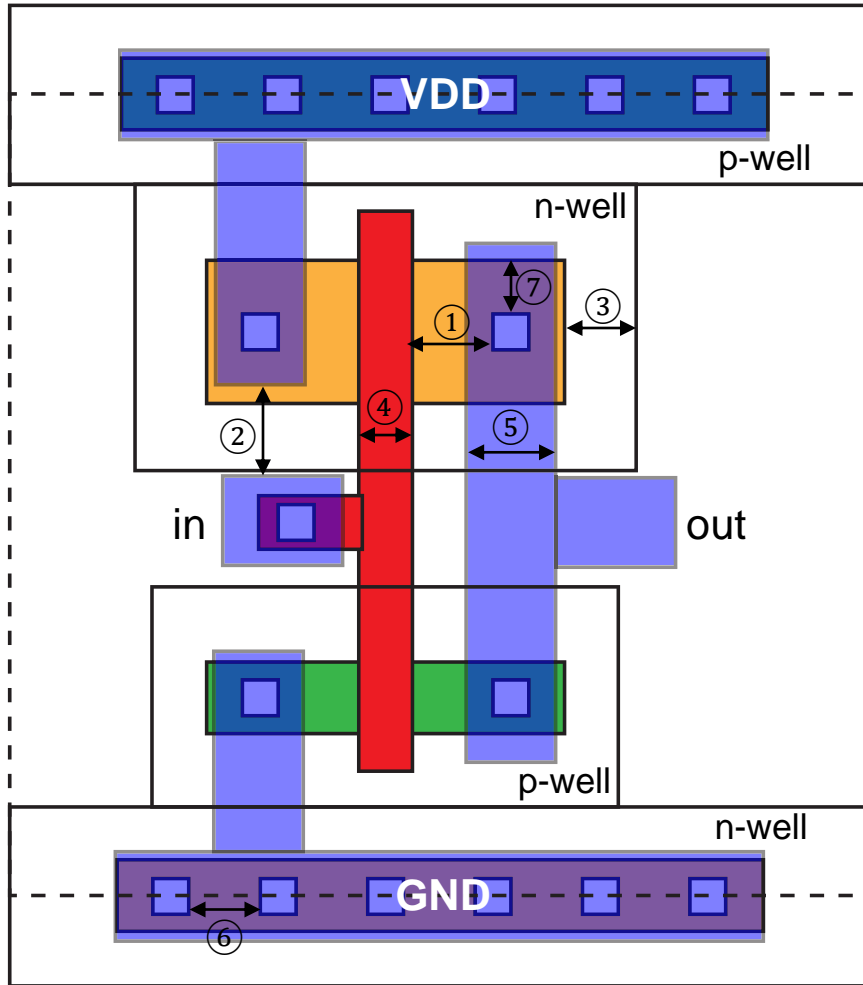 VDD
p-well
n-well
⑦
①
③
④
②
⑤
in
out
p-well
n-well
GND
⑥